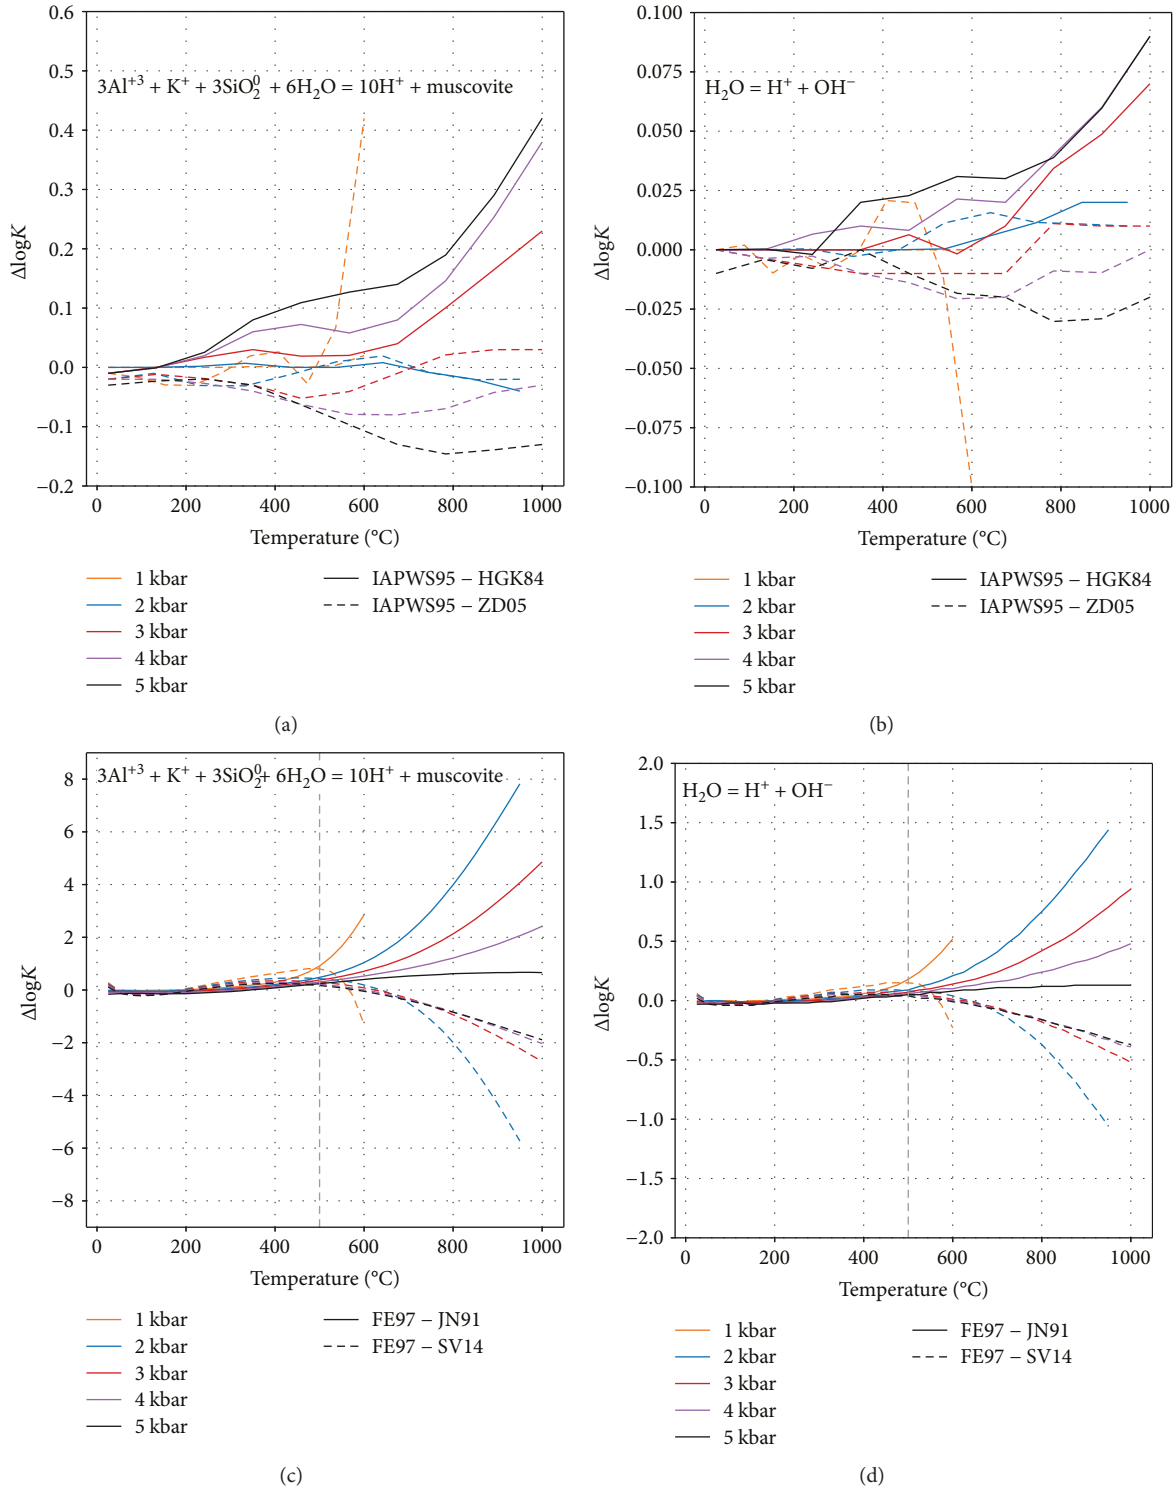 0.6
0.5
0.4
0.3
0.2
0.1
0.0
−0.1
−0.2
ΔlogK
3Al⁺³ + K⁺ + 3SiO₂⁰ + 6H₂O = 10H⁺ + muscovite
0 200 400 600 800 1000
Temperature (°C)
1 kbar
2 kbar
3 kbar
4 kbar
5 kbar
IAPWS95 − HGK84
IAPWS95 − ZD05
(a)
0.100
0.075
0.050
0.025
0.000
−0.025
−0.050
−0.075
−0.100
ΔlogK
H₂O = H⁺ + OH⁻
0 200 400 600 800 1000
Temperature (°C)
1 kbar
2 kbar
3 kbar
4 kbar
5 kbar
IAPWS95 − HGK84
IAPWS95 − ZD05
(b)
8
6
4
2
0
−2
−4
−6
−8
ΔlogK
3Al⁺³ + K⁺ + 3SiO₂⁰+ 6H₂O = 10H⁺ + muscovite
0 200 400 600 800 1000
Temperature (°C)
1 kbar
2 kbar
3 kbar
4 kbar
5 kbar
FE97 − JN91
FE97 − SV14
(c)
2.0
1.5
1.0
0.5
0.0
−0.5
−1.0
−1.5
−2.0
ΔlogK
H₂O = H⁺ + OH⁻
0 200 400 600 800 1000
Temperature (°C)
1 kbar
2 kbar
3 kbar
4 kbar
5 kbar
FE97 − JN91
FE97 − SV14
(d)